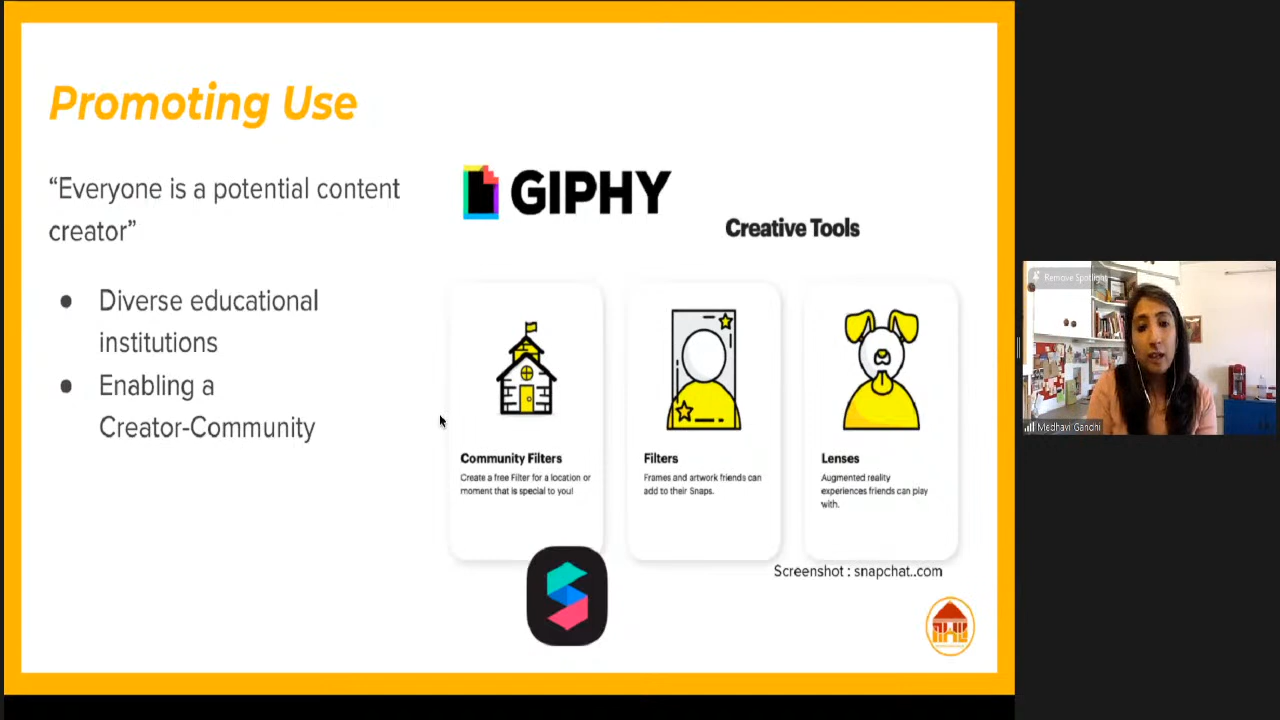 Promoting Use
“Everyone is a potential content
creator”
● Diverse educational
institutions
● Enabling a
Creator-Community
GIPHY
Creative Tools
Community Filters
Create a free Filter for a location or
moment that is special to you!
Filters
Frames and artwork friends can
add to their Snaps.
Lenses
Augmented reality
experiences friends can play
with.
Screenshot : snapchat..com
Remove Spotlight
Medhavi Gandhi